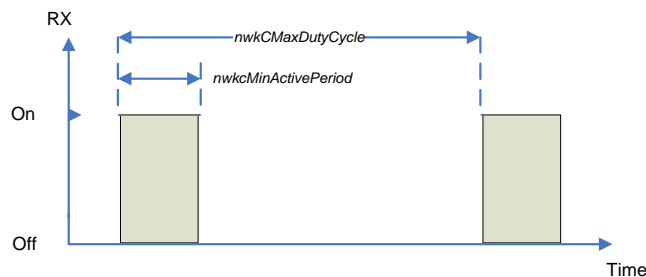 RX
nwkCMaxDutyCycle
nwkcMinActivePeriod
On
Off
Time